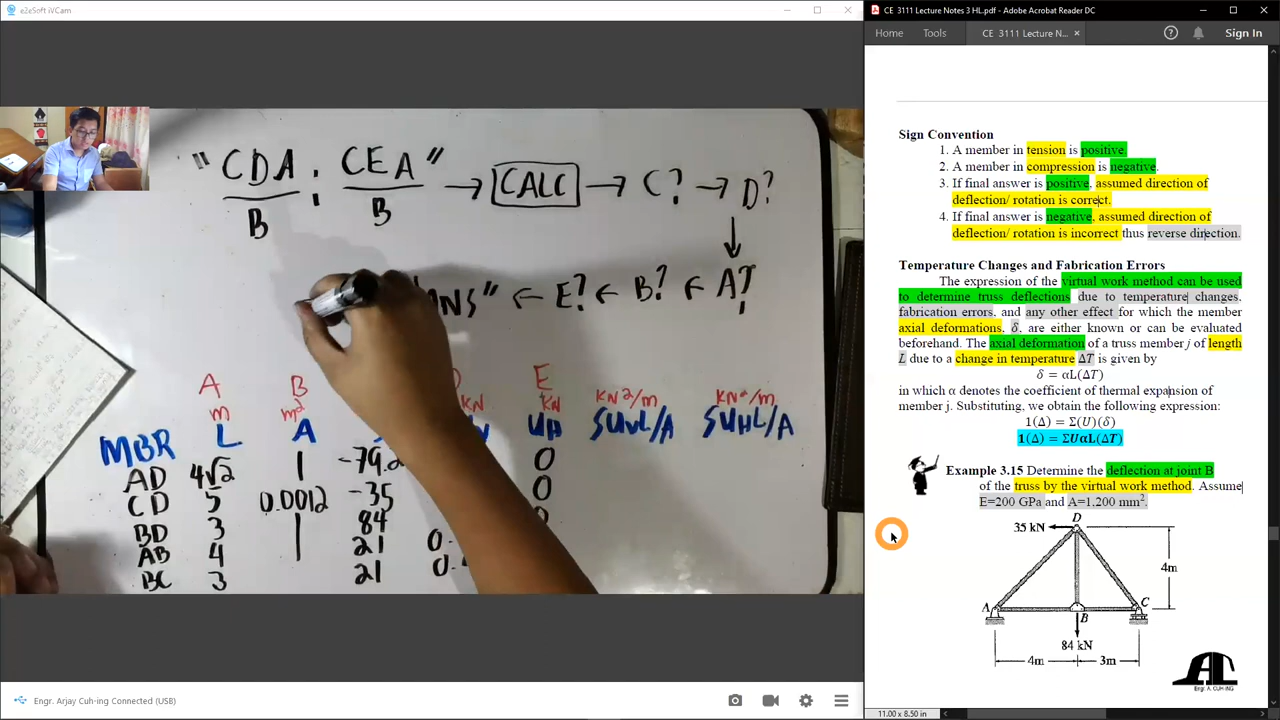 e2eSoft iVCam
"CDA/B : CEA/B" → CALC → C? → D?
↓
NS" ← E? ← B? ← A?
A B E kN²/m kN²/m
m m² kN kN
MBR L A UH SUvL/A SUHL/A
AD 4√2 | -79.2 0
CD 5 0.0012 -35 0
BD 3 | 84
AB 4 | 21
BC 3 21
Engr. Arjay Cuh-ing Connected (USB)
CE 3111 Lecture Notes 3 HL.pdf - Adobe Acrobat Reader DC
Home Tools CE 3111 Lecture N... × Sign In
Sign Convention
1. A member in tension is positive.
2. A member in compression is negative.
3. If final answer is positive, assumed direction of
deflection/ rotation is correct.
4. If final answer is negative, assumed direction of
deflection/ rotation is incorrect thus reverse direction.
Temperature Changes and Fabrication Errors
The expression of the virtual work method can be used
to determine truss deflections due to temperature changes,
fabrication errors, and any other effect for which the member
axial deformations, δ, are either known or can be evaluated
beforehand. The axial deformation of a truss member j of length
L due to a change in temperature ΔT is given by
δ = αL(ΔT)
in which α denotes the coefficient of thermal expansion of
member j. Substituting, we obtain the following expression:
1(Δ) = Σ(U)(δ)
1(Δ) = ΣUαL(ΔT)
Example 3.15 Determine the deflection at joint B
of the truss by the virtual work method. Assume
E=200 GPa and A=1,200 mm².
35 kN D
4m
A B C
84 kN
4m 3m
Engr. A. CUH-ING
11.00 x 8.50 in